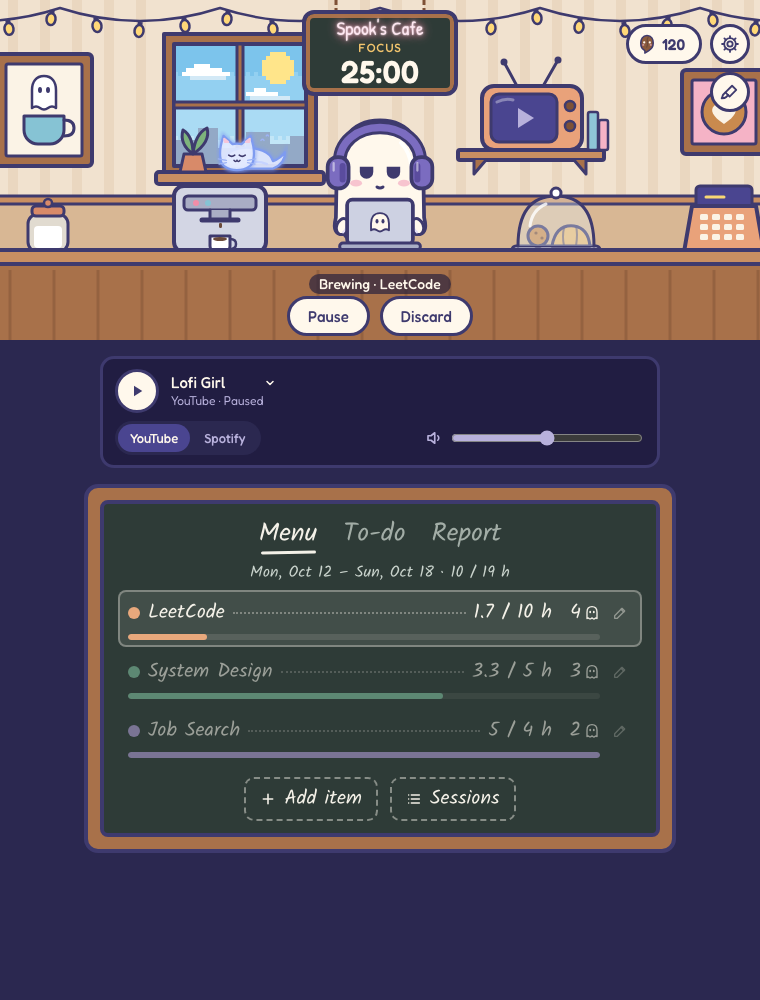 Spook's Cafe
FOCUS
25:00
120
Brewing · LeetCode
Pause
Discard
Lofi Girl
YouTube · Paused
YouTube
Spotify
Menu
To-do
Report
Mon, Oct 12 – Sun, Oct 18 · 10 / 19 h
LeetCode 1.7 / 10 h 4
System Design 3.3 / 5 h 3
Job Search 5 / 4 h 2
+ Add item
Sessions